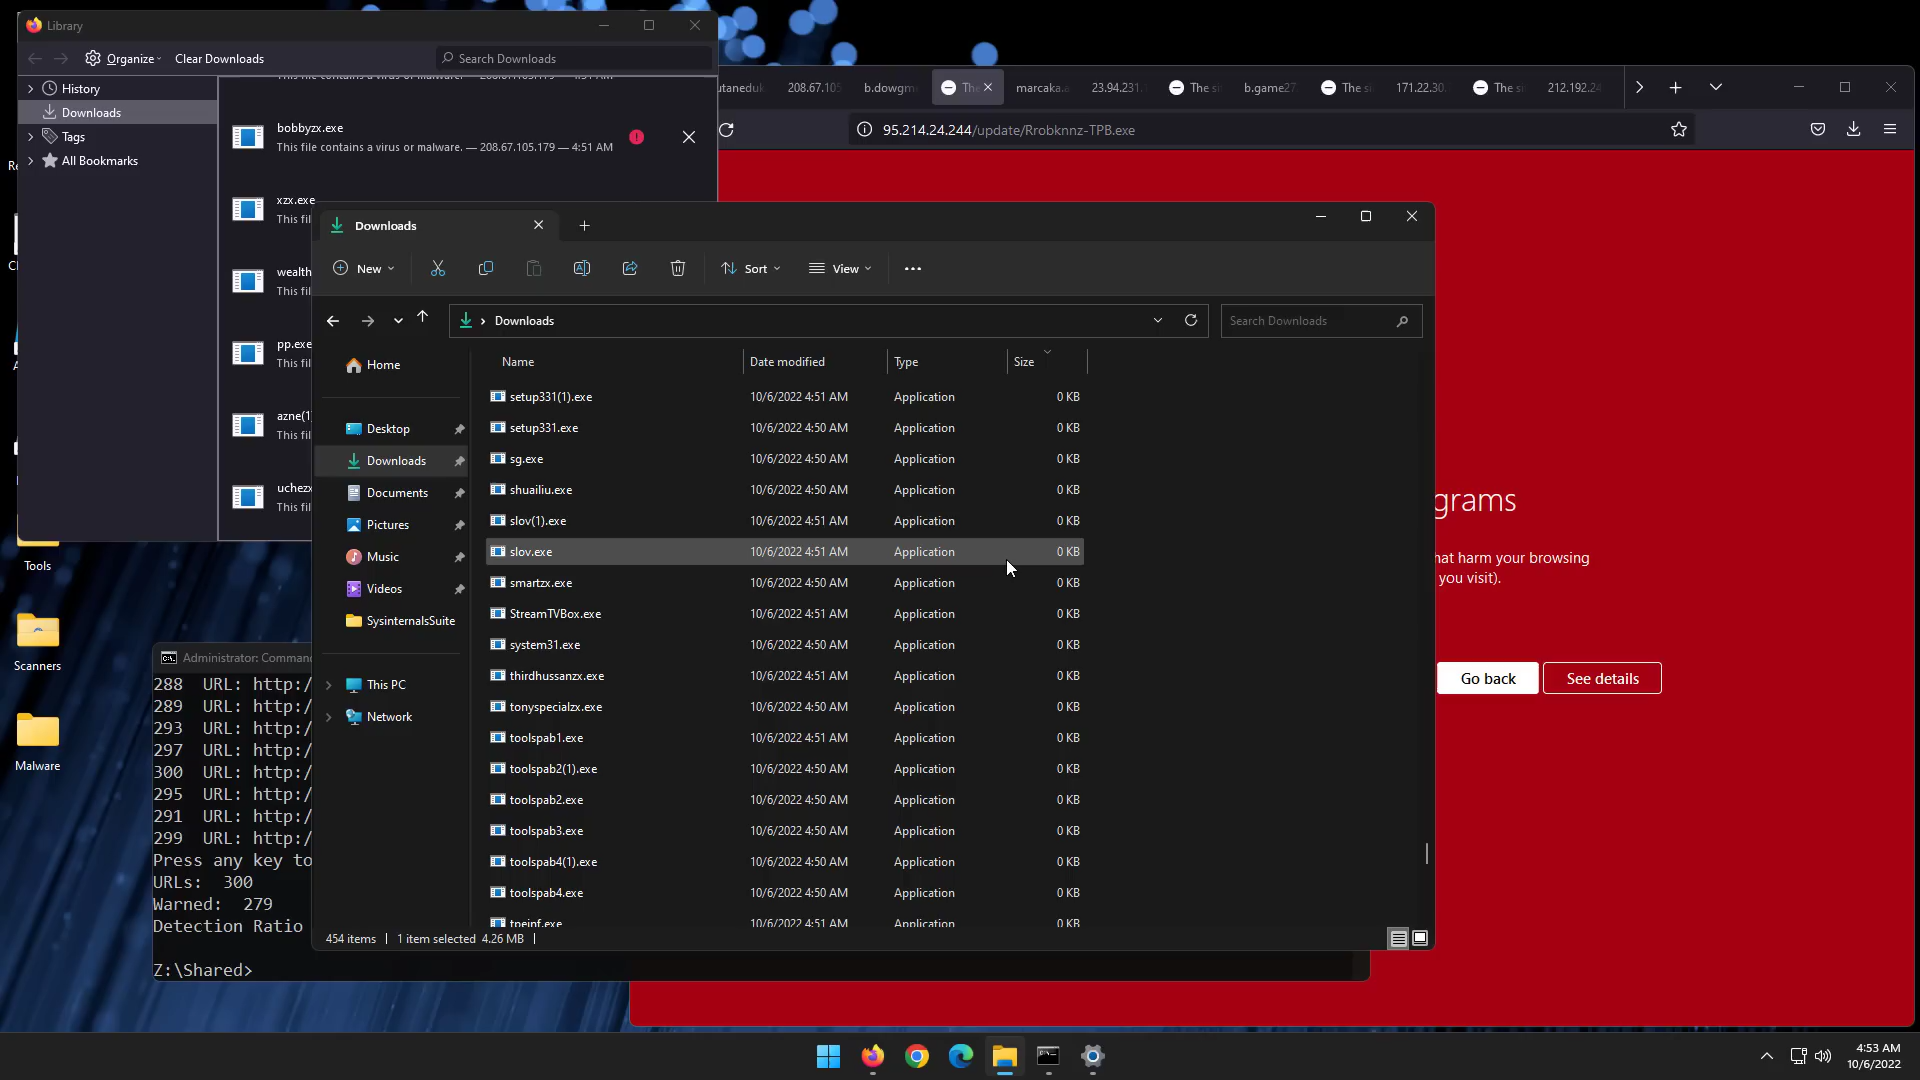 Library
Organize
Clear Downloads
Search Downloads
History
Downloads
Tags
All Bookmarks
This file contains a virus or malware. — 208.67.105.179 — 4:51 AM
bobbyzx.exe
This file contains a virus or malware. — 208.67.105.179 — 4:51 AM
xzx.exe
This fil
wealth
This fil
pp.exe
This fil
azne(1)
This fil
uchezx
This fil
utaneduk
208.67.105
b.dowgm
The
marcaka.a
23.94.231.
The si
b.game27
The s
171.22.30.
The s
212.192.24
95.214.24.244/update/Rrobknnz-TPB.exe
grams
hat harm your browsing
you visit).
Go back
See details
Downloads
New
Sort
View
Downloads
Search Downloads
Home
Desktop
Downloads
Documents
Pictures
Music
Videos
SysinternalsSuite
This PC
Network
Name Date modified Type Size
setup331(1).exe 10/6/2022 4:51 AM Application 0 KB
setup331.exe 10/6/2022 4:50 AM Application 0 KB
sg.exe 10/6/2022 4:50 AM Application 0 KB
shuailiu.exe 10/6/2022 4:50 AM Application 0 KB
slov(1).exe 10/6/2022 4:51 AM Application 0 KB
slov.exe 10/6/2022 4:51 AM Application 0 KB
smartzx.exe 10/6/2022 4:50 AM Application 0 KB
StreamTVBox.exe 10/6/2022 4:51 AM Application 0 KB
system31.exe 10/6/2022 4:50 AM Application 0 KB
thirdhussanzx.exe 10/6/2022 4:51 AM Application 0 KB
tonyspecialzx.exe 10/6/2022 4:50 AM Application 0 KB
toolspab1.exe 10/6/2022 4:51 AM Application 0 KB
toolspab2(1).exe 10/6/2022 4:50 AM Application 0 KB
toolspab2.exe 10/6/2022 4:50 AM Application 0 KB
toolspab3.exe 10/6/2022 4:50 AM Application 0 KB
toolspab4(1).exe 10/6/2022 4:50 AM Application 0 KB
toolspab4.exe 10/6/2022 4:50 AM Application 0 KB
tpeinf.exe 10/6/2022 4:51 AM Application 0 KB
454 items 1 item selected 4.26 MB
Tools
Scanners
Malware
Administrator: Comman
288 URL: http:/
289 URL: http:/
293 URL: http:/
297 URL: http:/
300 URL: http:/
295 URL: http:/
291 URL: http:/
299 URL: http:/
Press any key to
URLs: 300
Warned: 279
Detection Ratio
Z:\Shared>
4:53 AM
10/6/2022